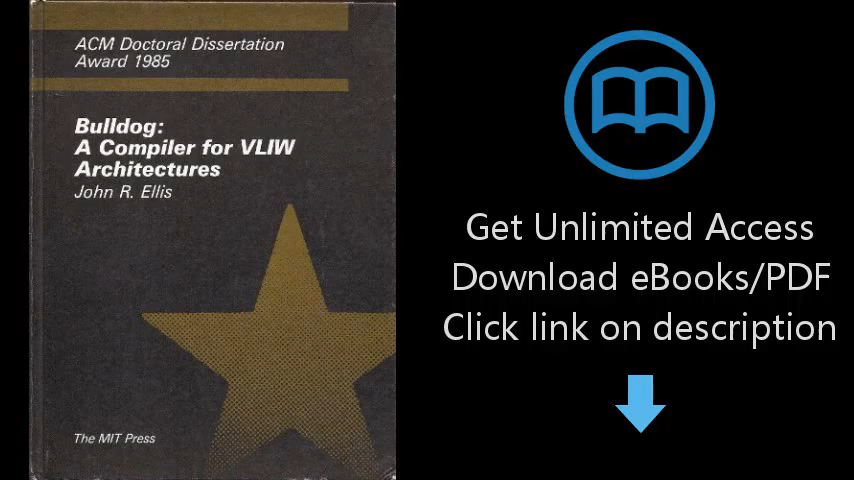 ACM Doctoral Dissertation
Award 1985
Bulldog:
A Compiler for VLIW
Architectures
John R. Ellis
The MIT Press
Get Unlimited Access
Download eBooks/PDF
Click link on description